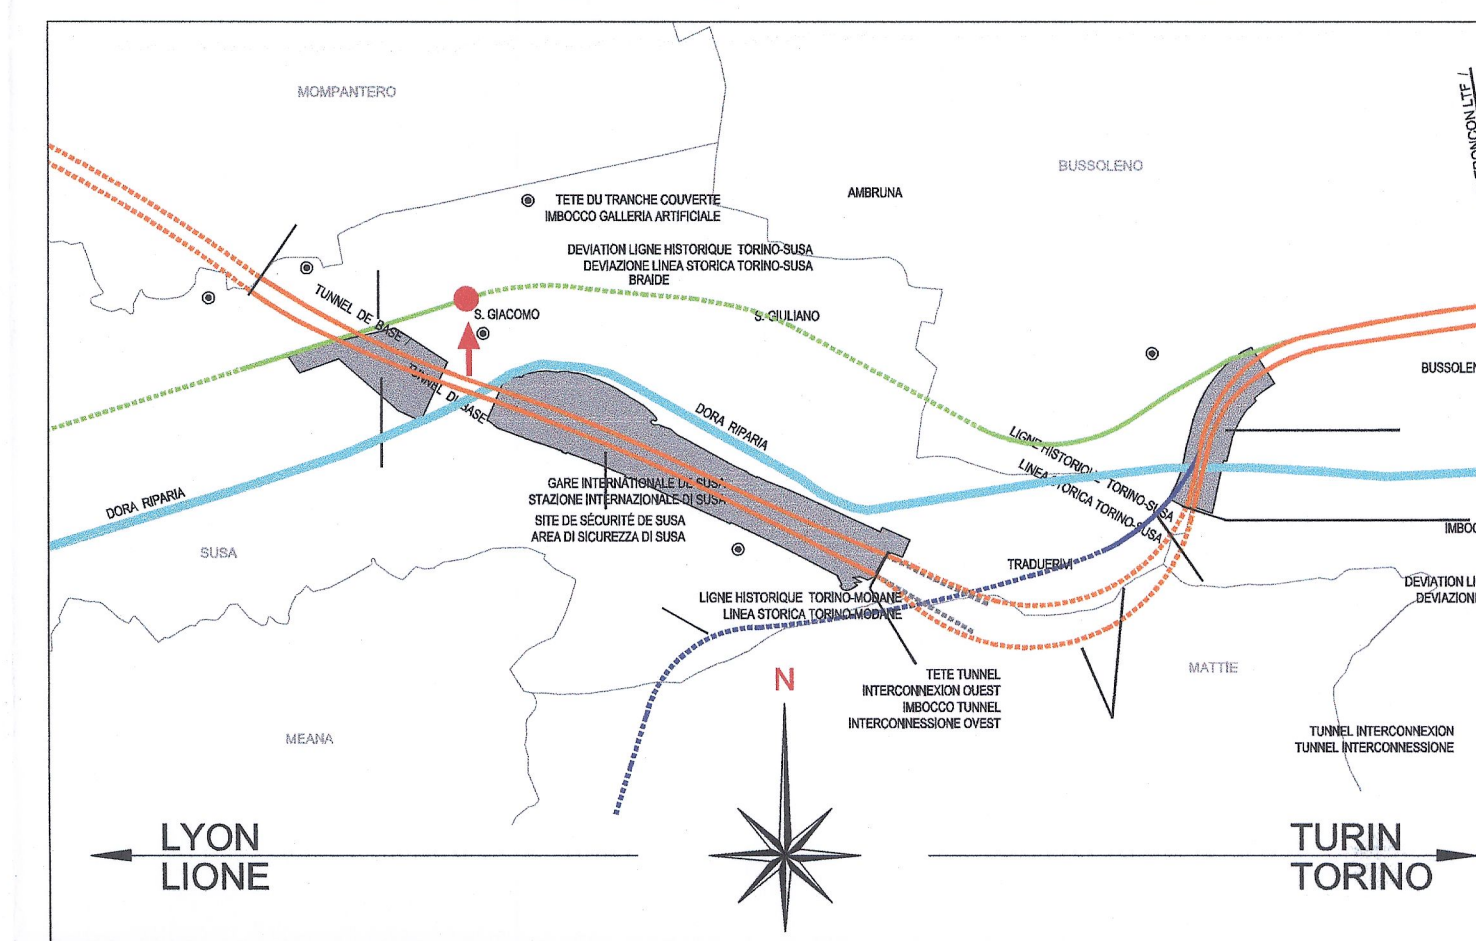 MOMPANTERO
TRONCON LTF /
BUSSOLENO
AMBRUNA
TETE DU TRANCHE COUVERTE
IMBOCCO GALLERIA ARTIFICIALE
DEVIATION LIGNE HISTORIQUE TORINO-SUSA
DEVIAZIONE LINEA STORICA TORINO-SUSA
BRAIDE
TUNNEL DE BASE /
TUNNEL DI BASE
S. GIACOMO
S. GIULIANO
BUSSOLEN
DORA RIPARIA
LIGNE HISTORIQUE TORINO-SUSA
LINEA STORICA TORINO-SUSA
GARE INTERNATIONALE DE SUSA
STAZIONE INTERNAZIONALE DI SUSA
DORA RIPARIA
SITE DE SÉCURITÉ DE SUSA
AREA DI SICUREZZA DI SUSA
IMBOC
SUSA
TRADUERIVI
DEVIATION LI
DEVIAZIONE
LIGNE HISTORIQUE TORINO-MODANE
LINEA STORICA TORINO-MODANE
MATTIE
TETE TUNNEL
INTERCONNEXION OUEST
IMBOCCO TUNNEL
INTERCONNESSIONE OVEST
N
MEANA
TUNNEL INTERCONNEXION
TUNNEL INTERCONNESSIONE
LYON
LIONE
TURIN
TORINO